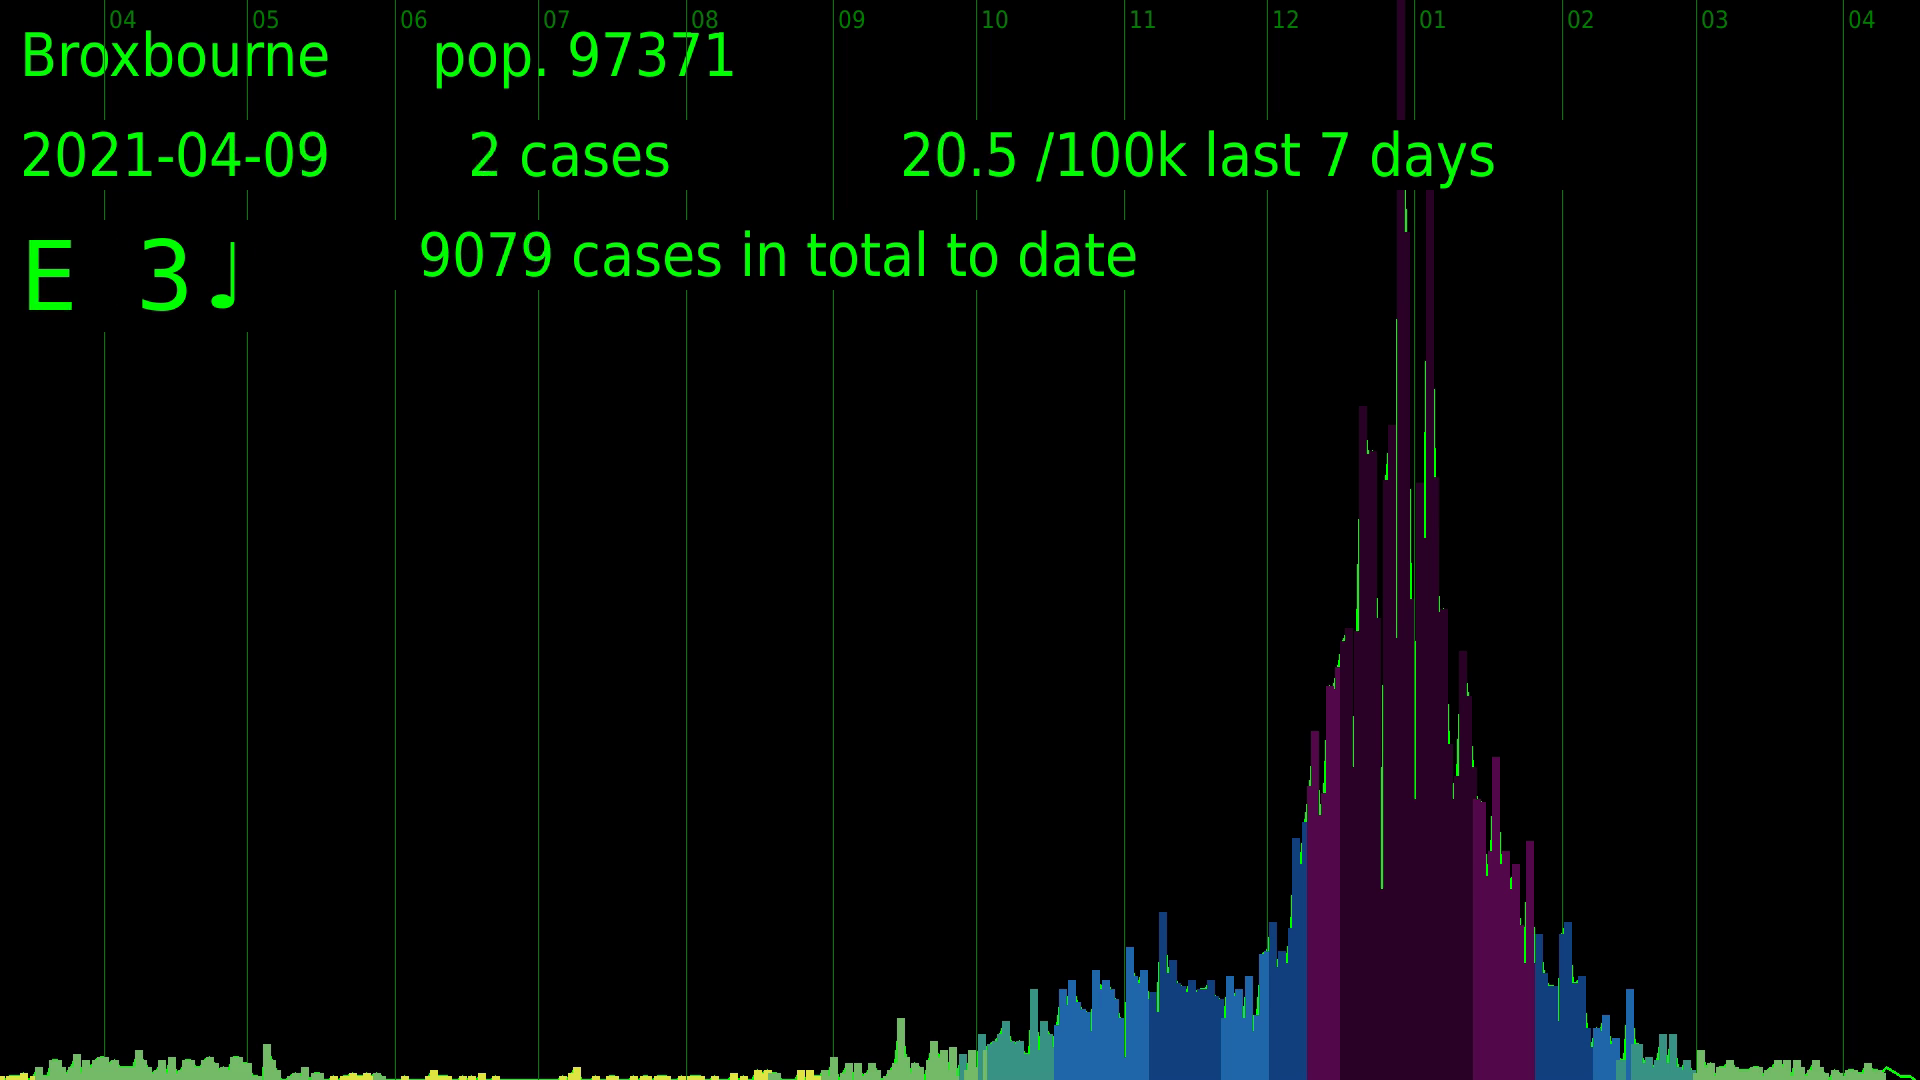 04 05 06 07 08 09 10 11 12 01 02 03 04
Broxbourne pop. 97371
2021-04-09 2 cases 20.5 /100k last 7 days
E 3♩ 9079 cases in total to date